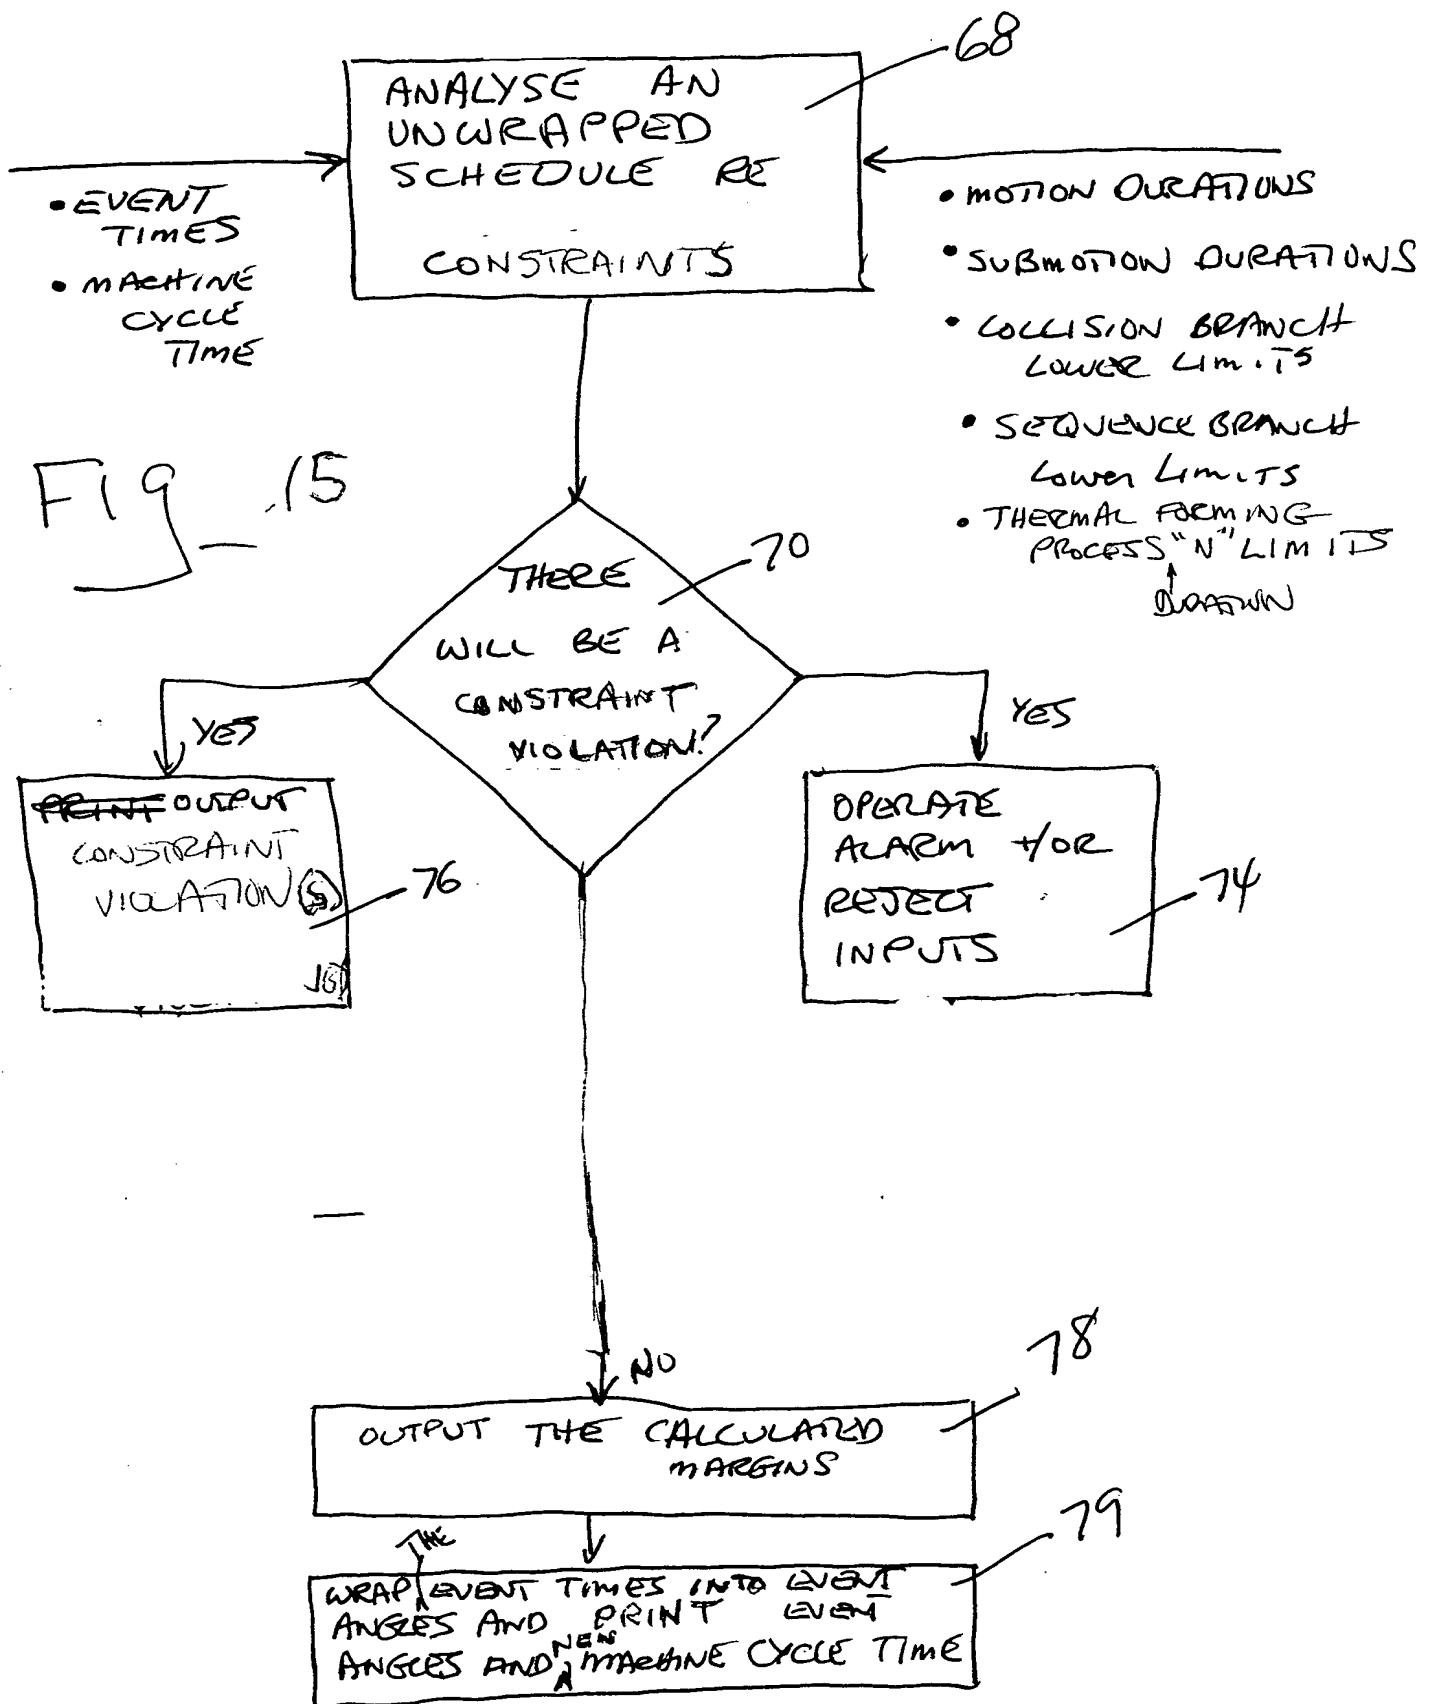 68
ANALYSE AN
UNWRAPPED
SCHEDULE RE
CONSTRAINTS
• EVENT
TIMES
• MACHINE
CYCLE
TIME
• MOTION DURATIONS
• SUBMOTION DURATIONS
• COLLISION BRANCH
LOWER LIMITS
• SEQUENCE BRANCH
LOWER LIMITS
• THERMAL FORMING
PROCESS "N" LIMITS
DURATION
Fig_15
70
THERE
WILL BE A
CONSTRAINT
VIOLATION?
YES
YES
PRINT OUTPUT
CONSTRAINT
VIOLATION(S)
76
OPERATE
ALARM +/OR
REJECT
INPUTS
74
NO
78
OUTPUT THE CALCULATED
MARGINS
79
THE
WRAP EVENT TIMES INTO EVENT
ANGLES AND PRINT EVENT
NEW
ANGLES AND MACHINE CYCLE TIME